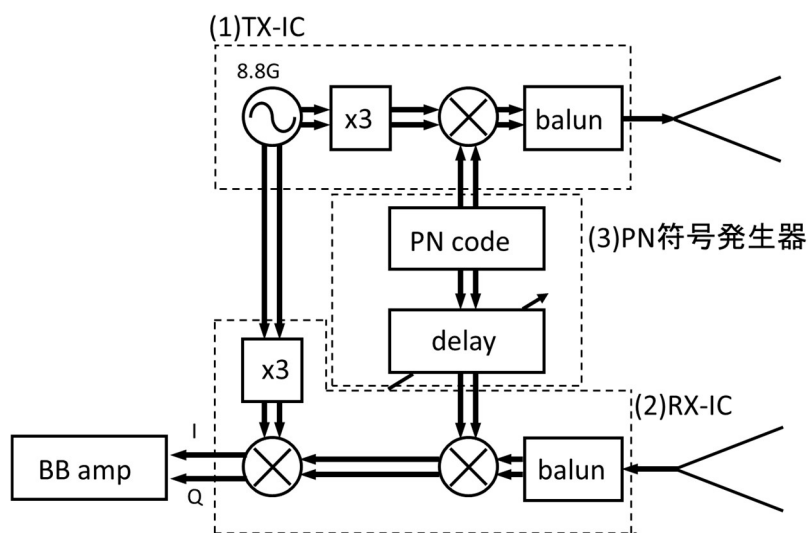 (1)TX-IC
8.8G
x3
balun
PN code
(3)PN符号発生器
delay
x3
(2)RX-IC
I
BB amp
Q
balun